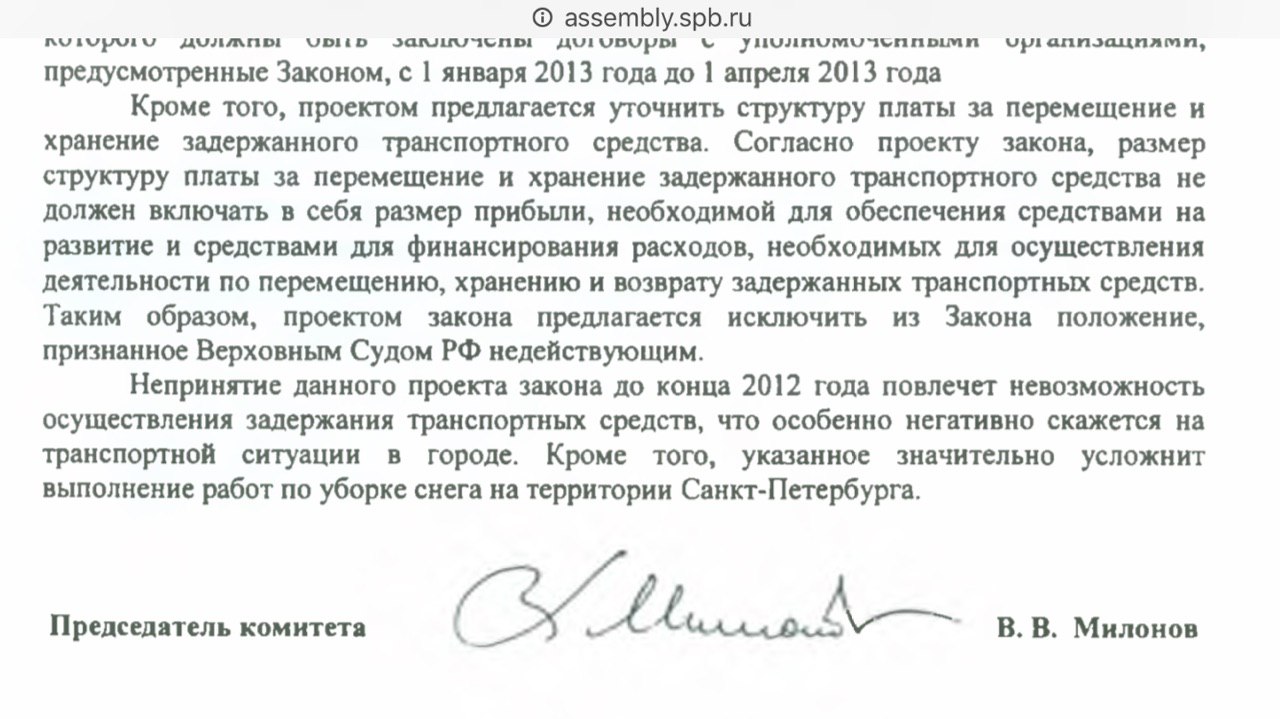 assembly.spb.ru
которого должны быть заключены договоры с уполномоченными организациями,
предусмотренные Законом, с 1 января 2013 года до 1 апреля 2013 года
Кроме того, проектом предлагается уточнить структуру платы за перемещение и
хранение задержанного транспортного средства. Согласно проекту закона, размер
структуру платы за перемещение и хранение задержанного транспортного средства не
должен включать в себя размер прибыли, необходимой для обеспечения средствами на
развитие и средствами для финансирования расходов, необходимых для осуществления
деятельности по перемещению, хранению и возврату задержанных транспортных средств.
Таким образом, проектом закона предлагается исключить из Закона положение,
признанное Верховным Судом РФ недействующим.
Непринятие данного проекта закона до конца 2012 года повлечет невозможность
осуществления задержания транспортных средств, что особенно негативно скажется на
транспортной ситуации в городе. Кроме того, указанное значительно усложнит
выполнение работ по уборке снега на территории Санкт-Петербурга.
Председатель комитета
В. В. Милонов